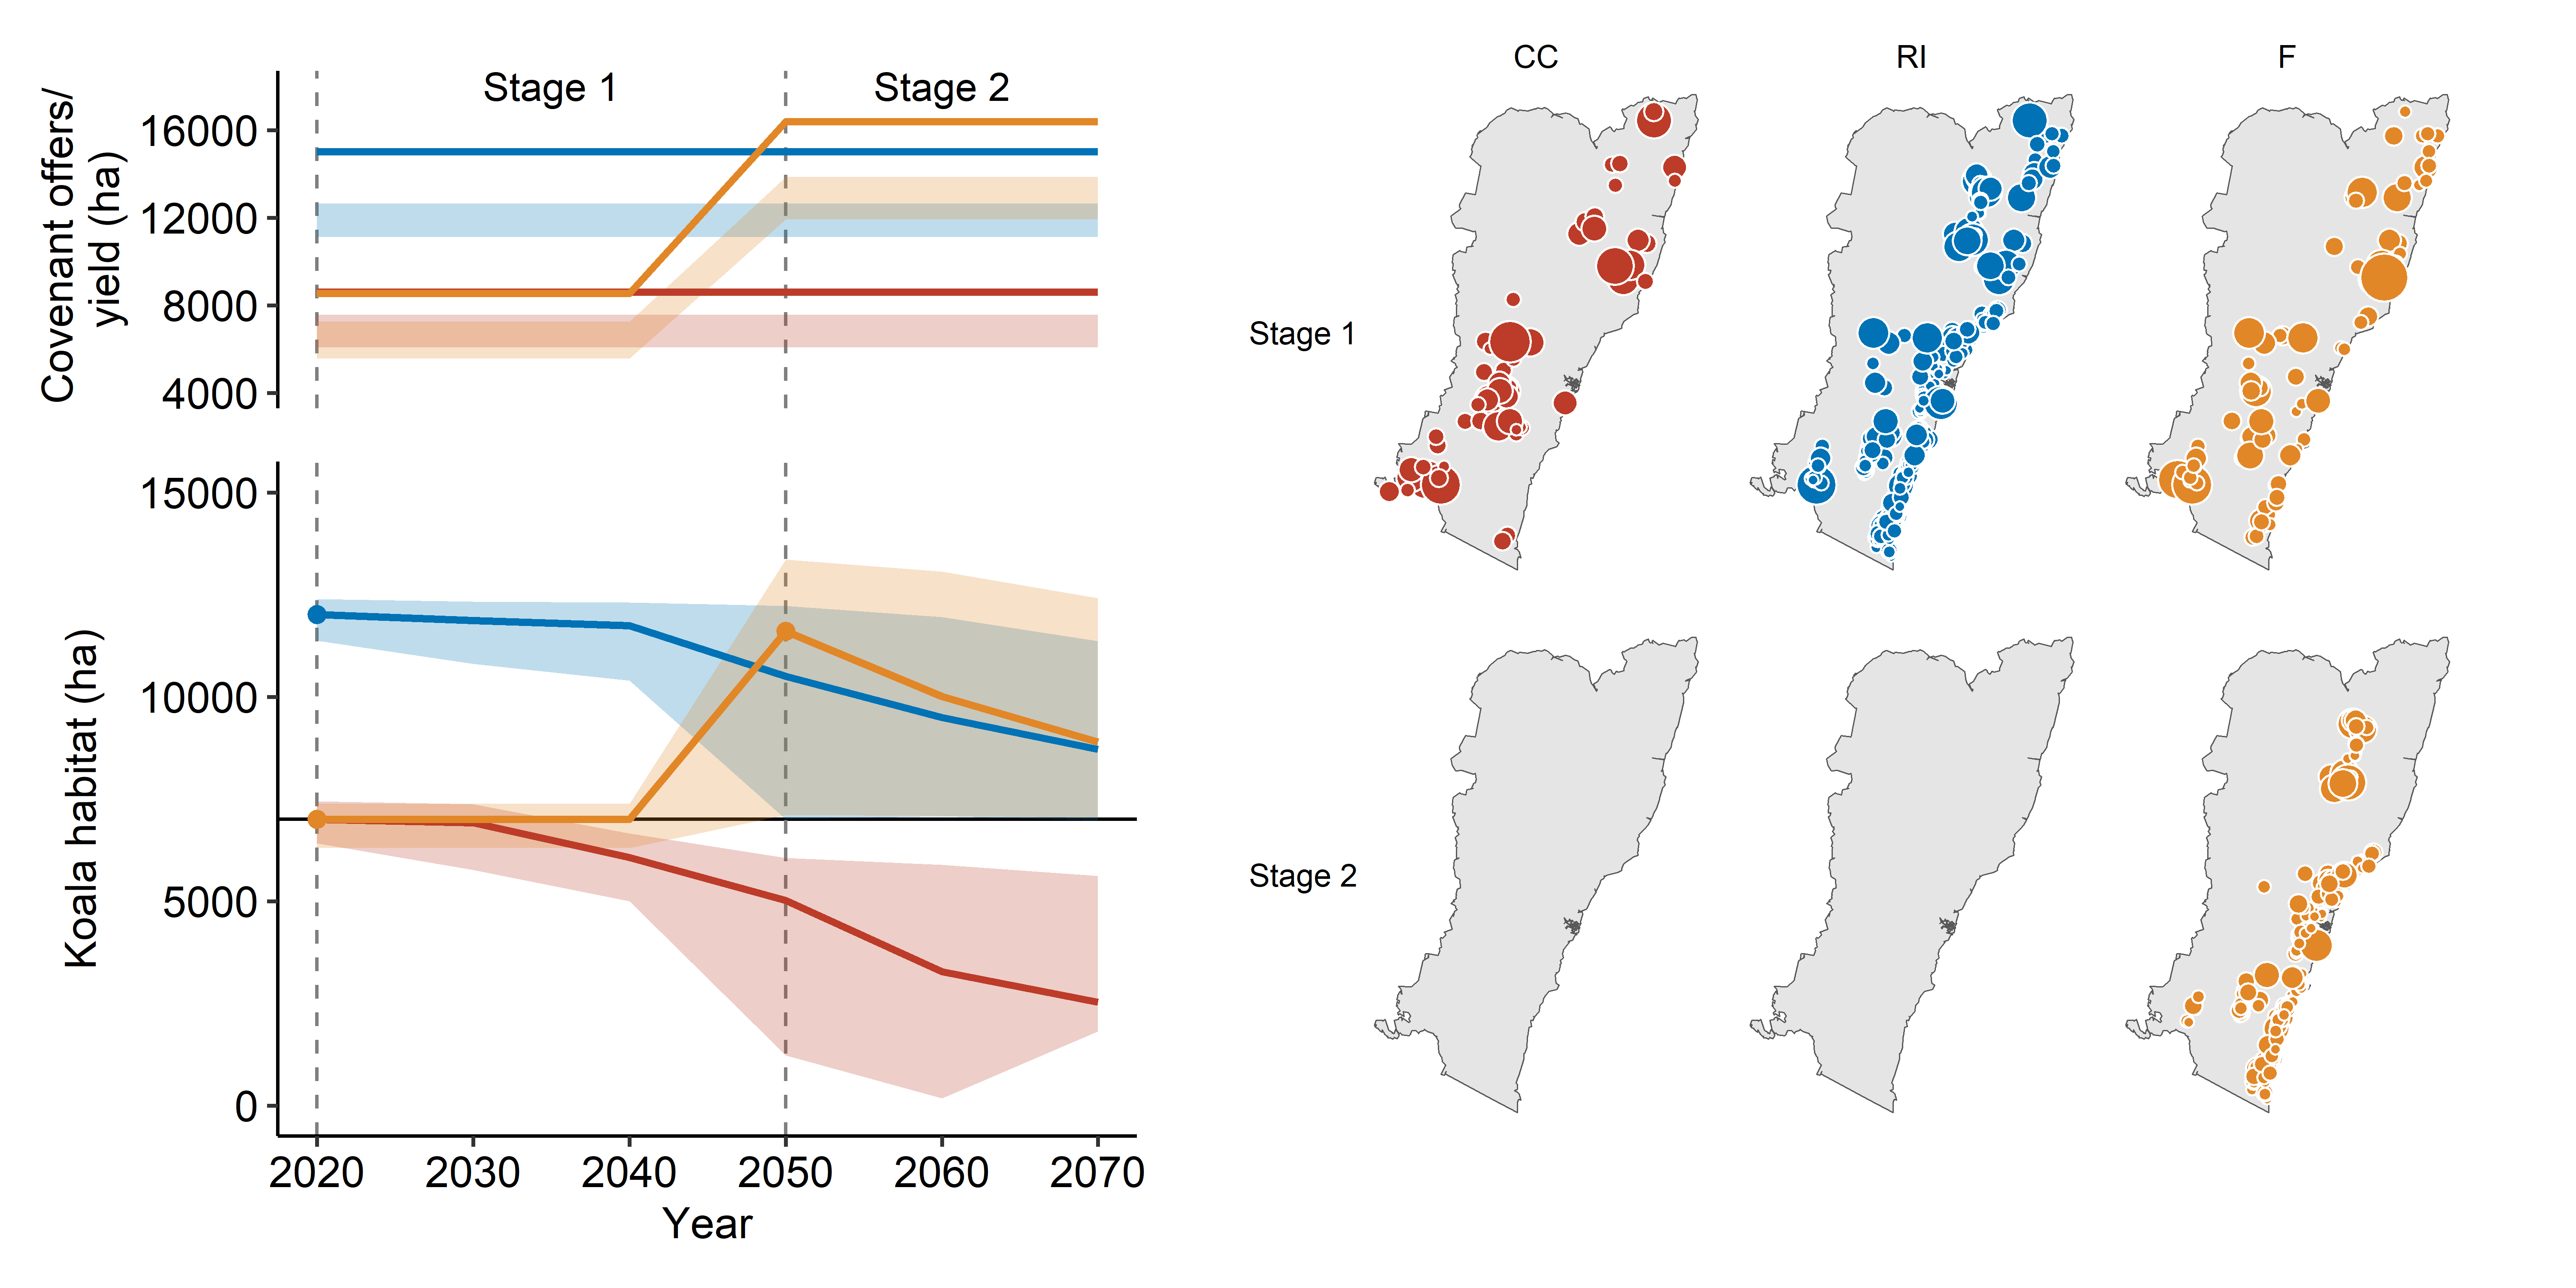 Covenant offers/
yield (ha)
16000
12000
8000
4000
Stage 1
Stage 2
Koala habitat (ha)
15000
10000
5000
0
2020
2030
2040
2050
2060
2070
Year
CC
RI
F
Stage 1
Stage 2